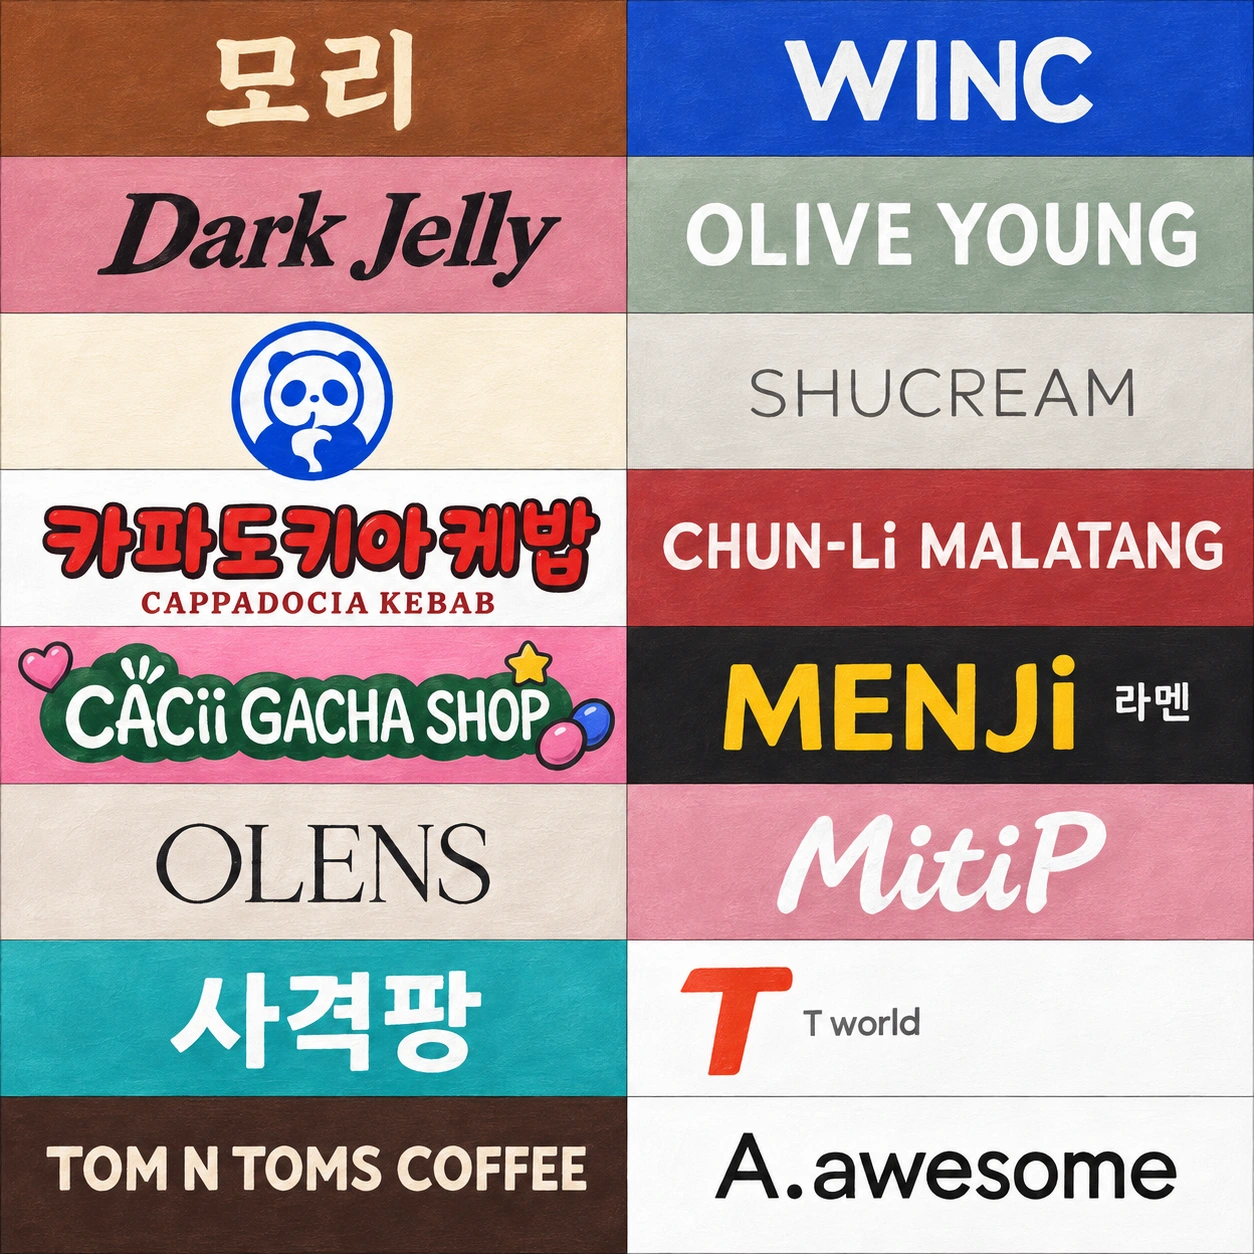 모리
WINC
Dark Jelly
OLIVE YOUNG
SHUCREAM
카파도키아케밥
CAPPADOCIA KEBAB
CHUN-Li MALATANG
CACii GACHA SHOP
MENJi 라멘
OLENS
MitiP
사격팡
T T world
TOM N TOMS COFFEE
A.awesome